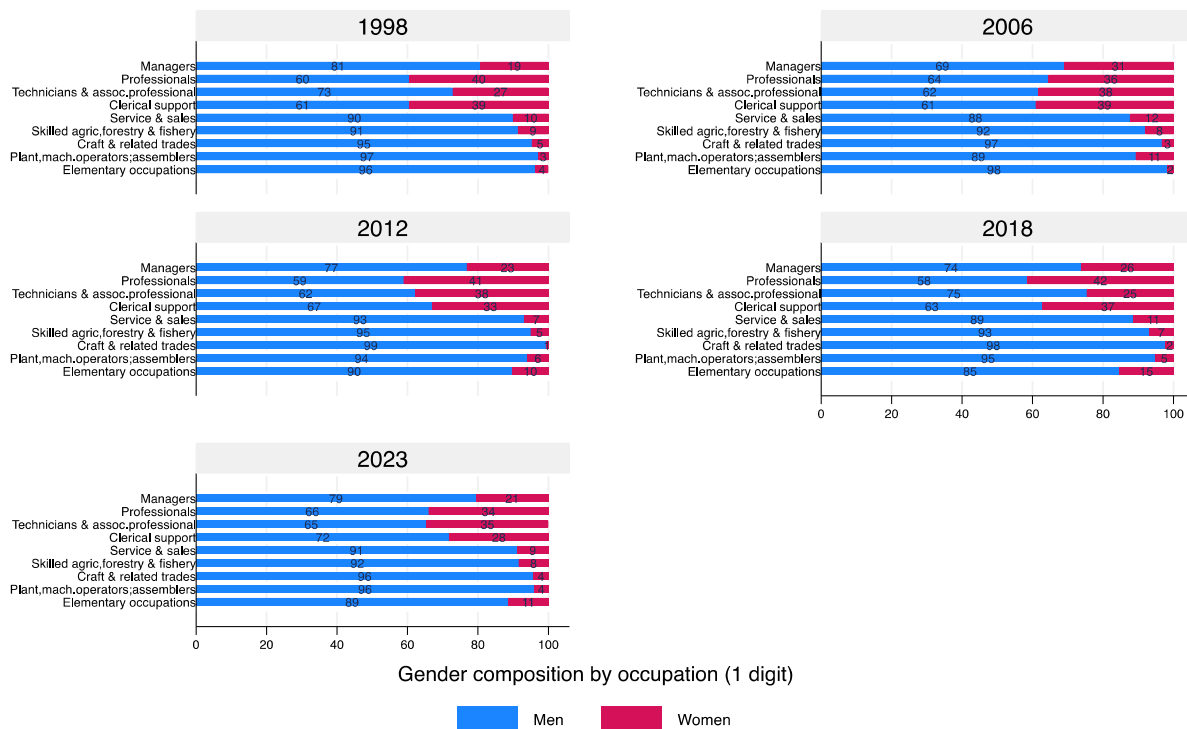 1998
Managers 81 19
Professionals 60 40
Technicians & assoc.professional 73 27
Clerical support 61 39
Service & sales 90 10
Skilled agric,forestry & fishery 91 9
Craft & related trades 95 5
Plant,mach.operators;assemblers 97 3
Elementary occupations 96 4
2006
Managers 69 31
Professionals 64 36
Technicians & assoc.professional 62 38
Clerical support 61 39
Service & sales 88 12
Skilled agric,forestry & fishery 92 8
Craft & related trades 97 3
Plant,mach.operators;assemblers 89 11
Elementary occupations 98 2
2012
Managers 77 23
Professionals 59 41
Technicians & assoc.professional 62 38
Clerical support 67 33
Service & sales 93 7
Skilled agric,forestry & fishery 95 5
Craft & related trades 99 1
Plant,mach.operators;assemblers 94 6
Elementary occupations 90 10
2018
Managers 74 26
Professionals 58 42
Technicians & assoc.professional 75 25
Clerical support 63 37
Service & sales 89 11
Skilled agric,forestry & fishery 93 7
Craft & related trades 98 2
Plant,mach.operators;assemblers 95 5
Elementary occupations 85 15
0 20 40 60 80 100
2023
Managers 79 21
Professionals 66 34
Technicians & assoc.professional 65 35
Clerical support 72 28
Service & sales 91 9
Skilled agric,forestry & fishery 92 8
Craft & related trades 96 4
Plant,mach.operators;assemblers 96 4
Elementary occupations 89 11
0 20 40 60 80 100
Gender composition by occupation (1 digit)
Men Women